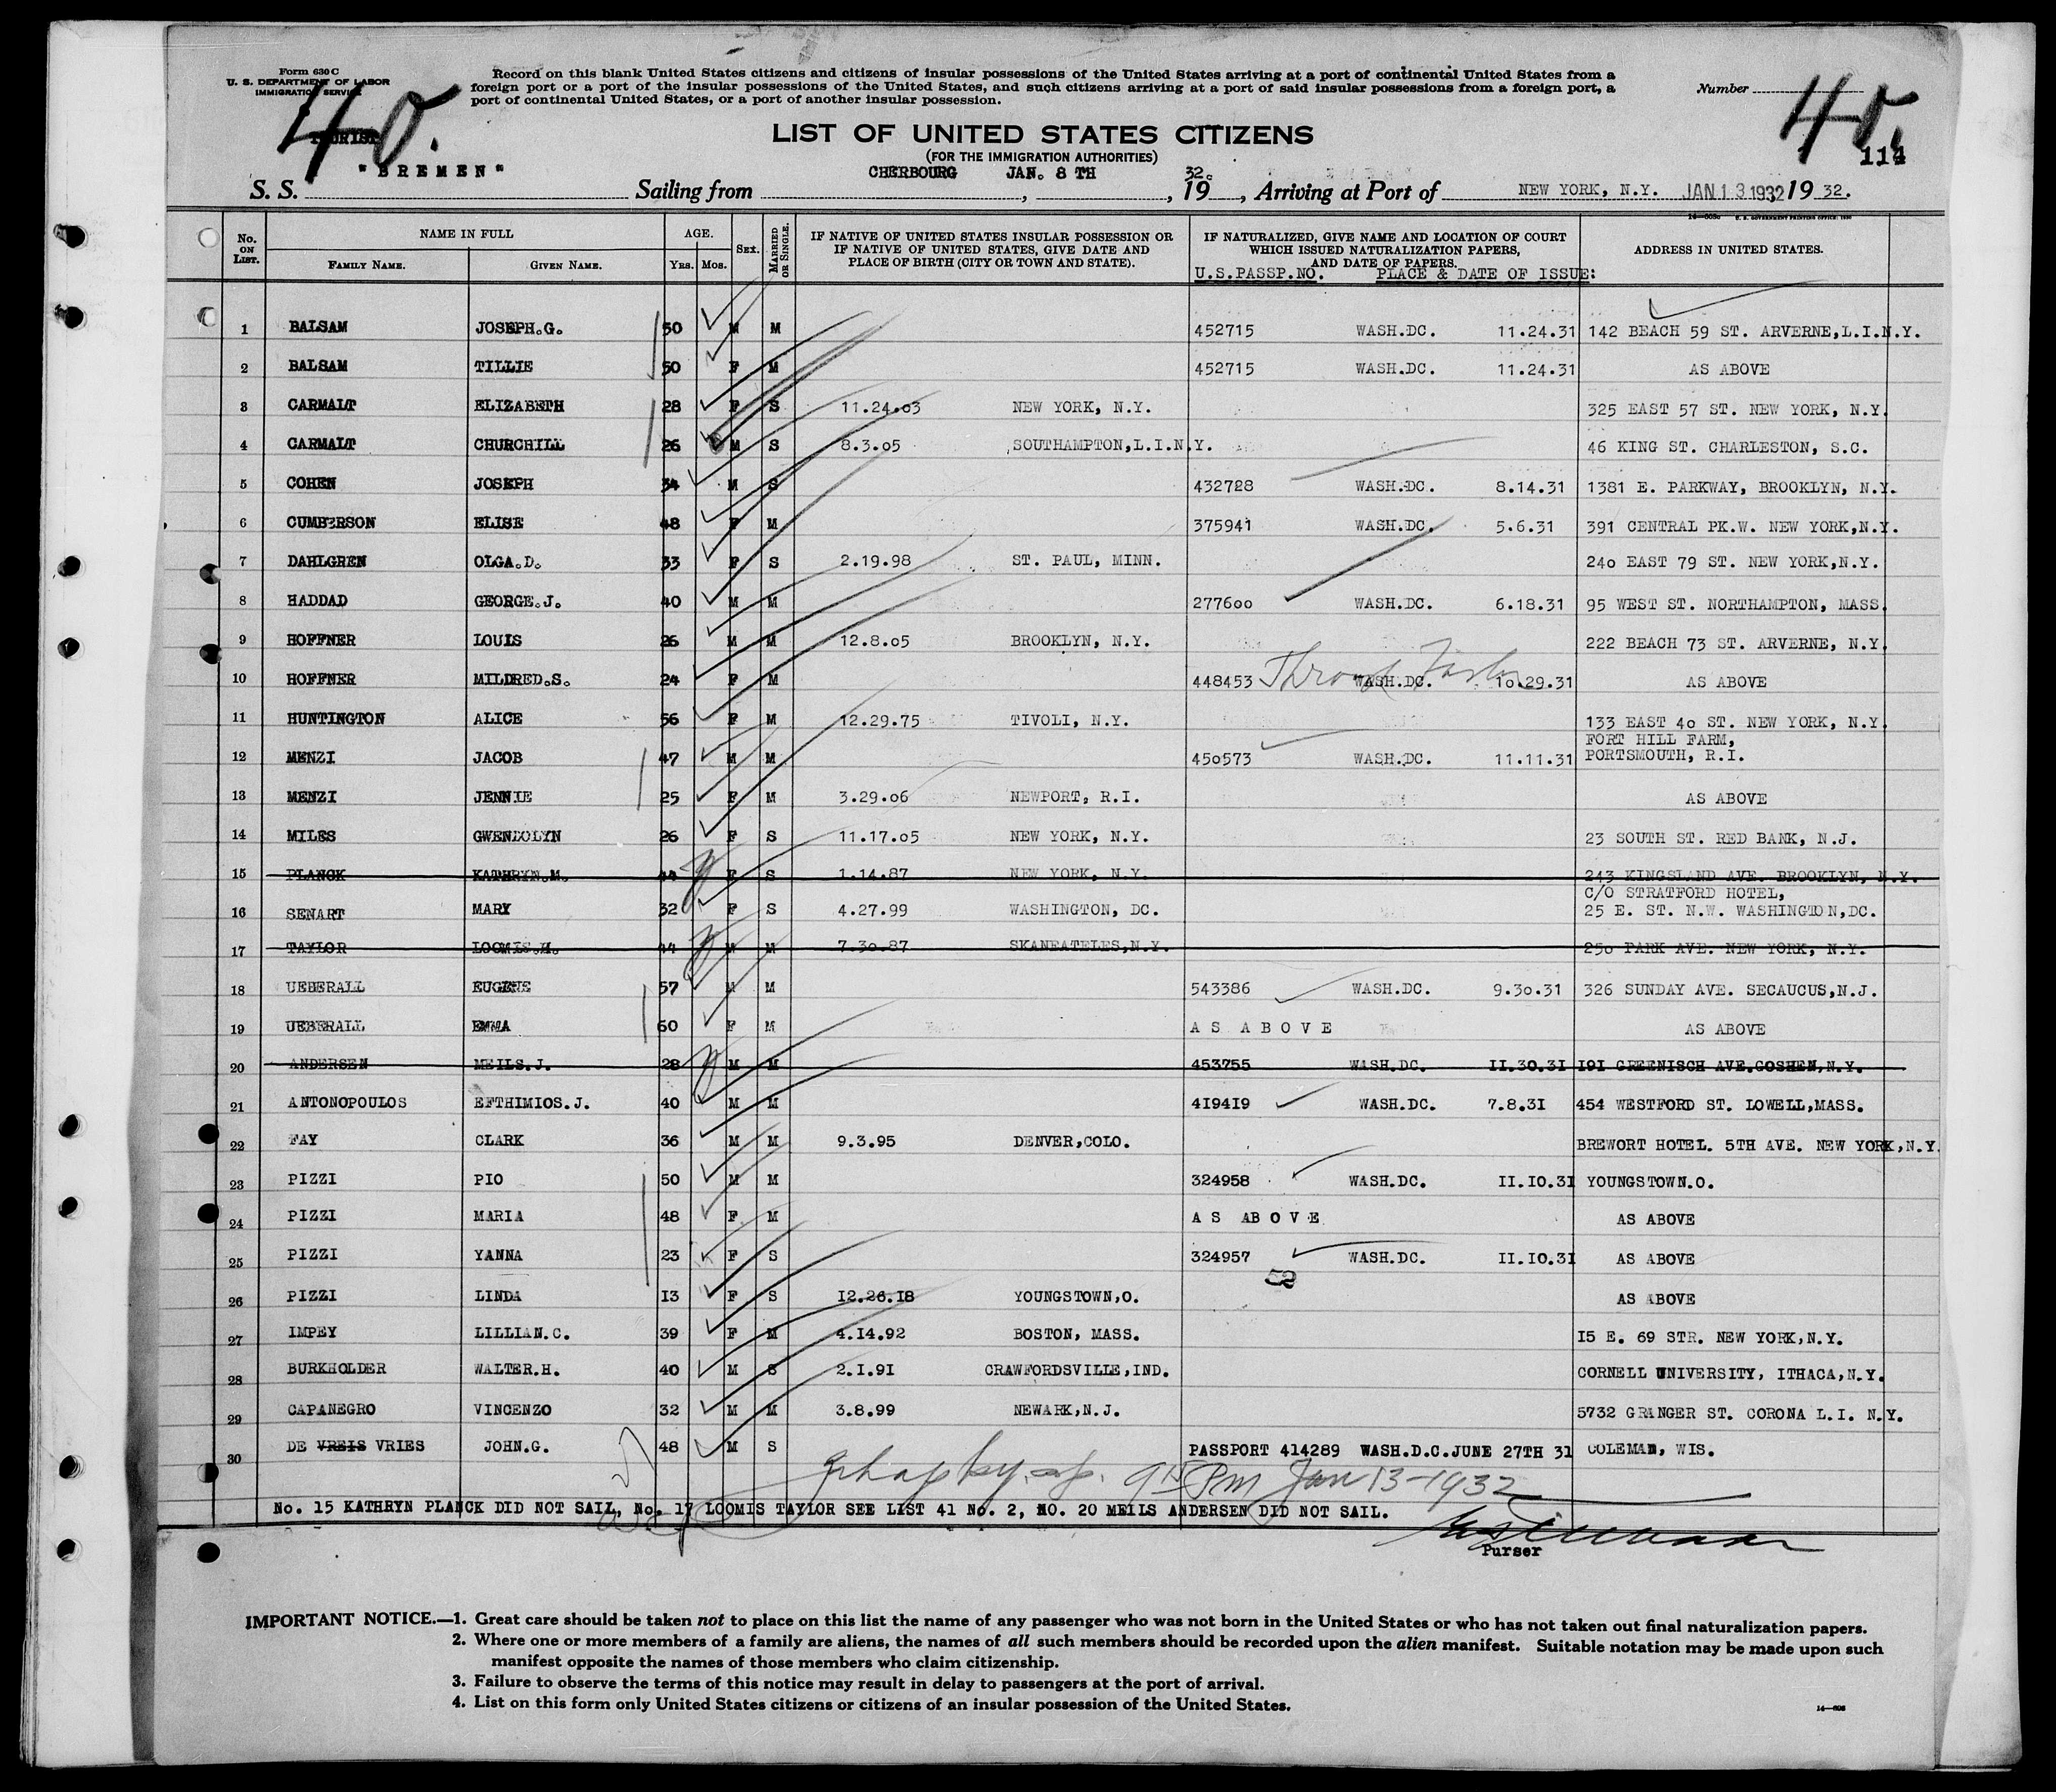 Form 630 C
U. S. DEPARTMENT OF LABOR
IMMIGRATION SERVICE
Record on this blank United States citizens and citizens of insular possessions of the United States arriving at a port of continental United States from a
foreign port or a port of the insular possessions of the United States, and such citizens arriving at a port of said insular possessions from a foreign port, a
port of continental United States, or a port of another insular possession.
Number
40.
40.
TOURIST
LIST OF UNITED STATES CITIZENS
(FOR THE IMMIGRATION AUTHORITIES)
114
S. S. "BREMEN" Sailing from CHERBOURG JAN. 8 TH, 19 32., Arriving at Port of NEW YORK, N.Y. JAN 13 1932, 19 32.
No. ON LIST. NAME IN FULL AGE. Sex. MARRIED OR SINGLE. IF NATIVE OF UNITED STATES INSULAR POSSESSION OR IF NATIVE OF UNITED STATES, GIVE DATE AND PLACE OF BIRTH (CITY OR TOWN AND STATE). IF NATURALIZED, GIVE NAME AND LOCATION OF COURT WHICH ISSUED NATURALIZATION PAPERS, AND DATE OF PAPERS. ADDRESS IN UNITED STATES.
FAMILY NAME. GIVEN NAME. Yrs. Mos. U.S.PASSP.NO. PLACE & DATE OF ISSUE:
1 BALSAM JOSEPH.G. 50 M M 452715 WASH.DC. 11.24.31 142 BEACH 59 ST. ARVERNE,L.I.N.Y.
2 BALSAM TILLIE 50 F M 452715 WASH.DC. 11.24.31 AS ABOVE
3 CARMALT ELIZABETH 28 F S 11.24.03 NEW YORK, N.Y. 325 EAST 57 ST. NEW YORK, N.Y.
4 CARMALT CHURCHILL 26 M S 8.3.05 SOUTHAMPTON,L.I.N.Y. 46 KING ST. CHARLESTON, S.C.
5 COHEN JOSEPH 34 M S 432728 WASH.DC. 8.14.31 1381 E. PARKWAY, BROOKLYN, N.Y.
6 CUMBERSON ELISE 48 F M 375941 WASH.DC. 5.6.31 391 CENTRAL PK.W. NEW YORK,N.Y.
7 DAHLGREN OLGA.D. 33 F S 2.19.98 ST. PAUL, MINN. 240 EAST 79 ST. NEW YORK,N.Y.
8 HADDAD GEORGE.J. 40 M M 277600 WASH.DC. 6.18.31 95 WEST ST. NORTHAMPTON, MASS.
9 HOFFNER LOUIS 26 M M 12.8.05 BROOKLYN, N.Y. 222 BEACH 73 ST. ARVERNE, N.Y.
10 HOFFNER MILDRED.S. 24 F M 448453 WASH.DC. 10.29.31 AS ABOVE
11 HUNTINGTON ALICE 56 F M 12.29.75 TIVOLI, N.Y. 133 EAST 40 ST. NEW YORK, N.Y.
FORT HILL FARM,
12 MENZI JACOB 47 M M 450573 WASH.DC. 11.11.31 PORTSMOUTH, R.I.
13 MENZI JENNIE 25 F M 3.29.06 NEWPORT, R.I. AS ABOVE
14 MILES GWENDOLYN 26 F S 11.17.05 NEW YORK, N.Y. 23 SOUTH ST. RED BANK, N.J.
15 PLANCK KATHRYN.M. 44 F S 1.14.87 NEW YORK, N.Y. 243 KINGSLAND AVE. BROOKLYN, N.Y.
C/O STRATFORD HOTEL,
16 SENART MARY 32 F S 4.27.99 WASHINGTON, DC. 25 E. ST. N.W. WASHINGTON,DC.
17 TAYLOR LOOMIS.H. 44 M M 7.30.87 SKANEATELES,N.Y. 250 PARK AVE. NEW YORK, N.Y.
18 UEBERALL EUGENE 57 M M 543386 WASH.DC. 9.30.31 326 SUNDAY AVE. SECAUCUS,N.J.
19 UEBERALL EMMA 60 F M AS ABOVE AS ABOVE
20 ANDERSEN MEILS.J. 28 M M 453755 WASH.DC. 11.30.31 191 GREENISCH AVE.GOSHEN,N.Y.
21 ANTONOPOULOS EFTHIMIOS.J. 40 M M 419419 WASH.DC. 7.8.31 454 WESTFORD ST. LOWELL,MASS.
22 FAY CLARK 36 M M 9.3.95 DENVER,COLO. BREWORT HOTEL. 5TH AVE. NEW YORK,N.Y.
23 PIZZI PIO 50 M M 324958 WASH.DC. 11.10.31 YOUNGSTOWN.O.
24 PIZZI MARIA 48 F M AS ABOVE AS ABOVE
25 PIZZI YANNA 23 F S 324957 WASH.DC. 11.10.31 AS ABOVE
52
26 PIZZI LINDA 13 F S 12.26.18 YOUNGSTOWN,O. AS ABOVE
27 IMPEY LILLIAN.C. 39 F M 4.14.92 BOSTON, MASS. 15 E. 69 STR. NEW YORK,N.Y.
28 BURKHOLDER WALTER.H. 40 M S 2.1.91 CRAWFORDSVILLE,IND. CORNELL UNIVERSITY, ITHACA,N.Y.
29 CAPANEGRO VINCENZO 32 M M 3.8.99 NEWARK,N.J. 5732 GRANGER ST. CORONA L.I. N.Y.
30 DE VREIS VRIES JOHN.G. 48 M S PASSPORT 414289 WASH.D.C.JUNE 27TH 31 COLEMAN, WIS.
9 15 Pm Jan 13-1932
No. 15 KATHRYN PLANCK DID NOT SAIL, No. 17 LOOMIS TAYLOR SEE LIST 41 No. 2, NO. 20 MEILS ANDERSEN DID NOT SAIL.
Purser
IMPORTANT NOTICE.—1. Great care should be taken not to place on this list the name of any passenger who was not born in the United States or who has not taken out final naturalization papers.
2. Where one or more members of a family are aliens, the names of all such members should be recorded upon the alien manifest. Suitable notation may be made upon such
manifest opposite the names of those members who claim citizenship.
3. Failure to observe the terms of this notice may result in delay to passengers at the port of arrival.
4. List on this form only United States citizens or citizens of an insular possession of the United States.